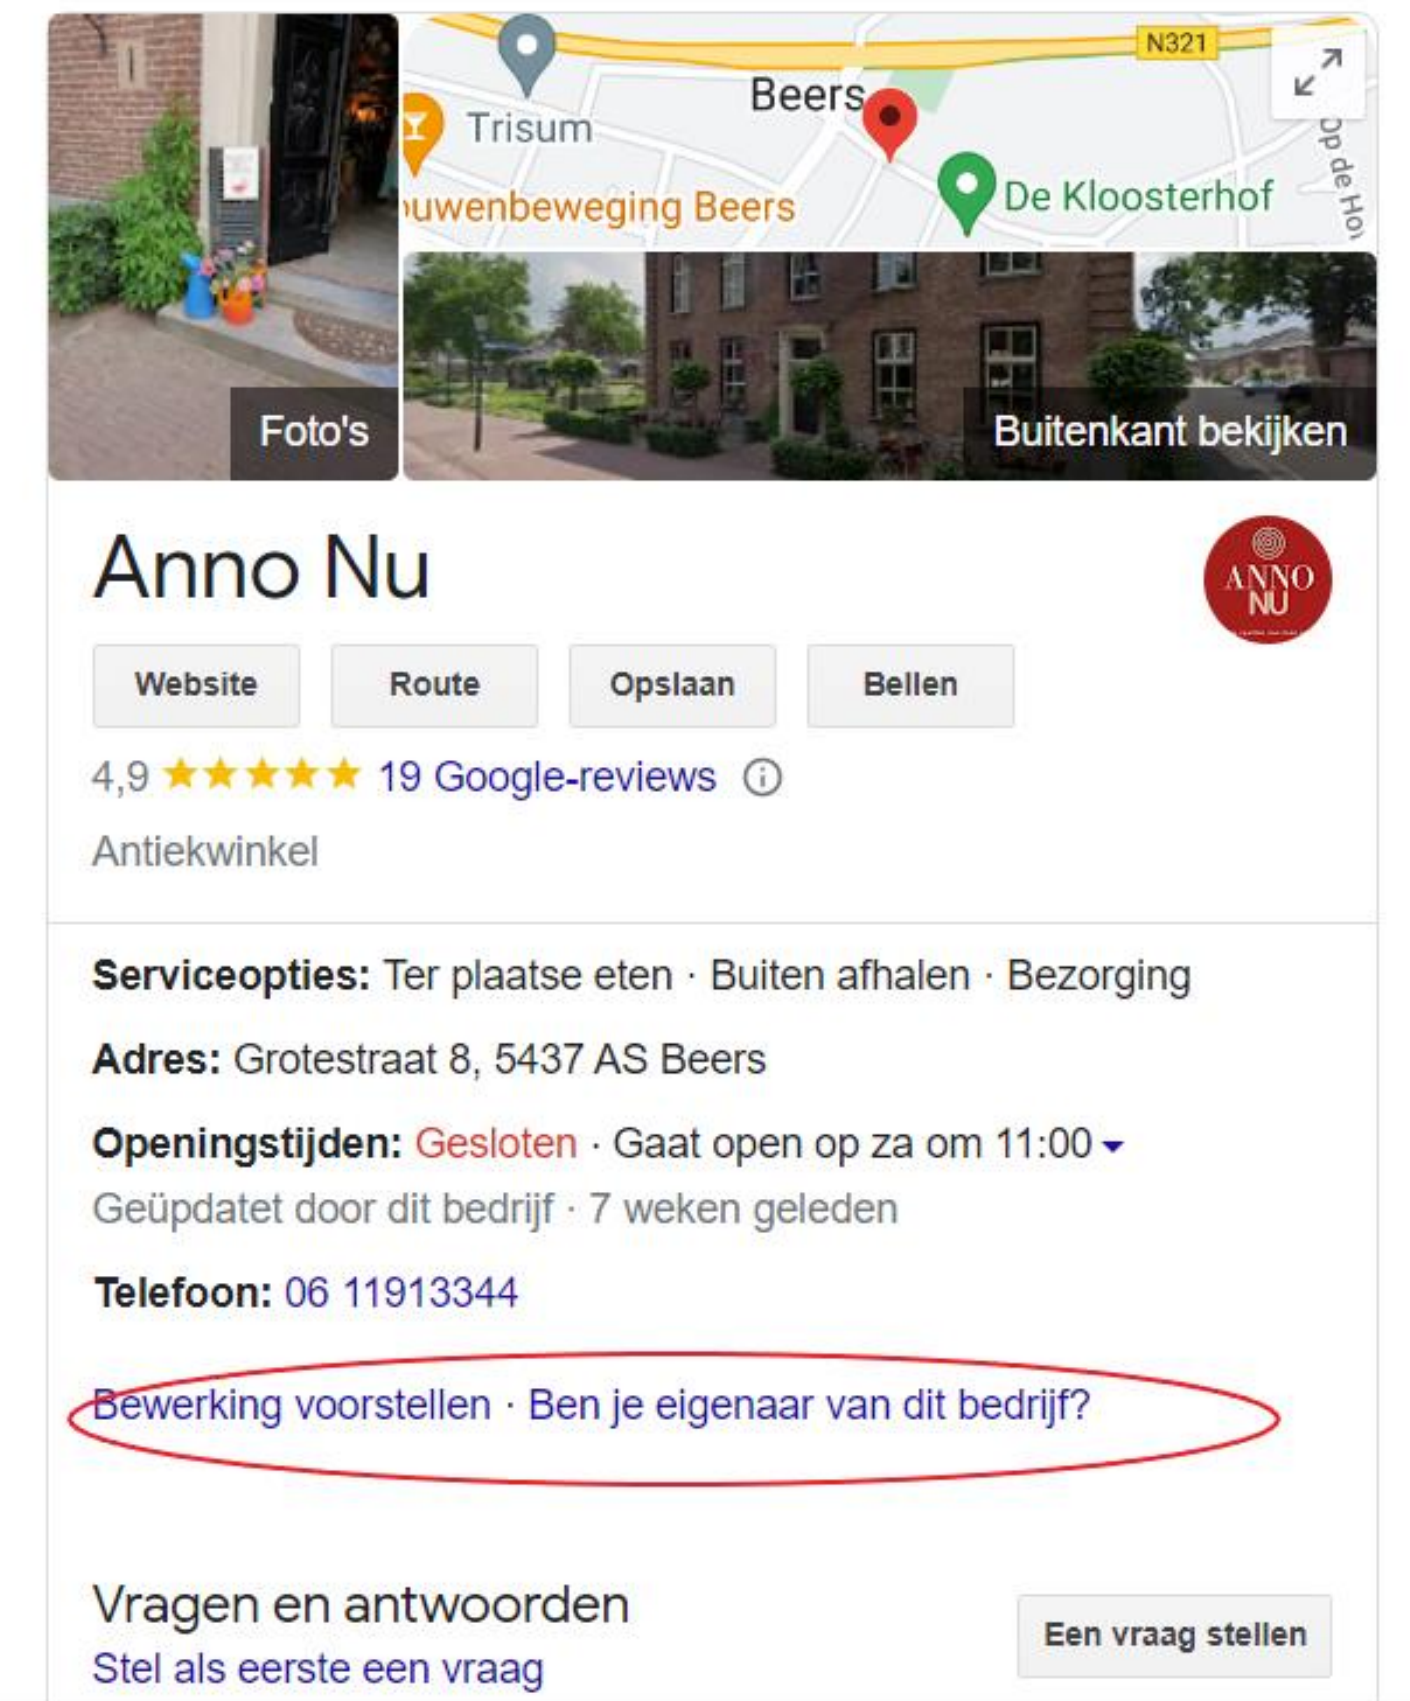 N321
Beers
Trisum
ouwenbeweging Beers
De Kloosterhof
Op de Hoi
Foto's
Buitenkant bekijken
Anno Nu
ANNO
NU
Website
Route
Opslaan
Bellen
4,9 ★★★★★ 19 Google-reviews
Antiekwinkel
Serviceopties: Ter plaatse eten · Buiten afhalen · Bezorging
Adres: Grotestraat 8, 5437 AS Beers
Openingstijden: Gesloten · Gaat open op za om 11:00
Geüpdatet door dit bedrijf · 7 weken geleden
Telefoon: 06 11913344
Bewerking voorstellen · Ben je eigenaar van dit bedrijf?
Vragen en antwoorden
Een vraag stellen
Stel als eerste een vraag